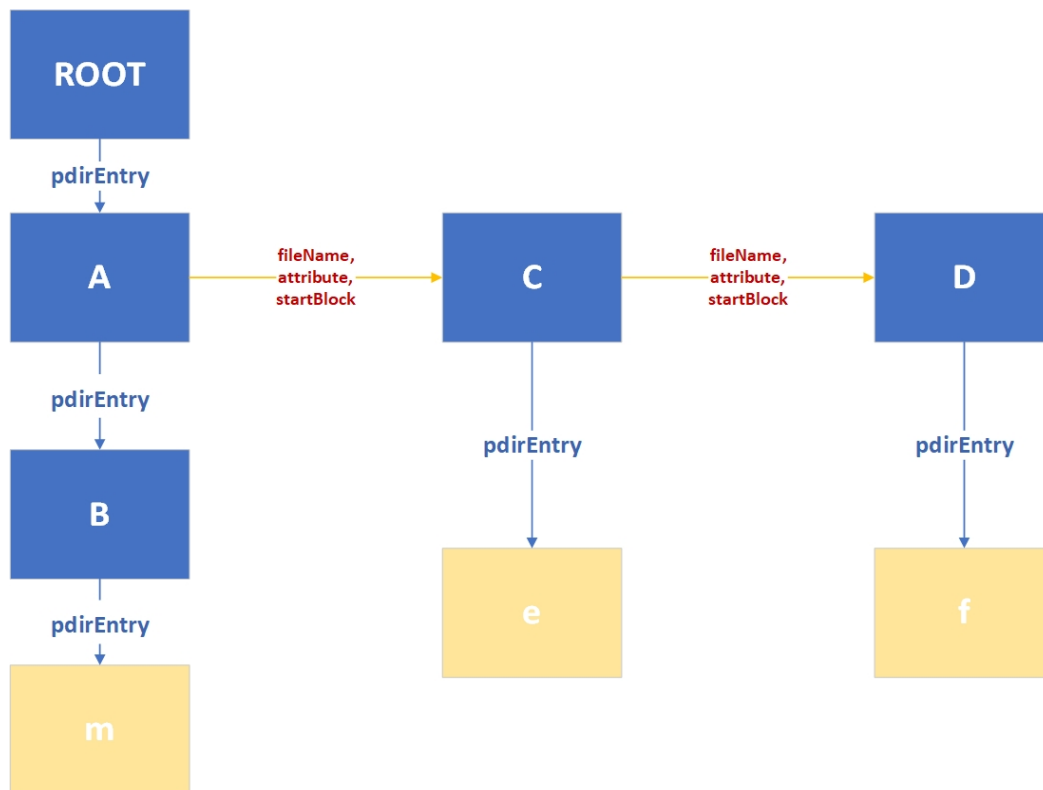 ROOT
pdirEntry
A
fileName,
attribute,
startBlock
C
fileName,
attribute,
startBlock
D
pdirEntry
pdirEntry
pdirEntry
B
e
f
pdirEntry
m